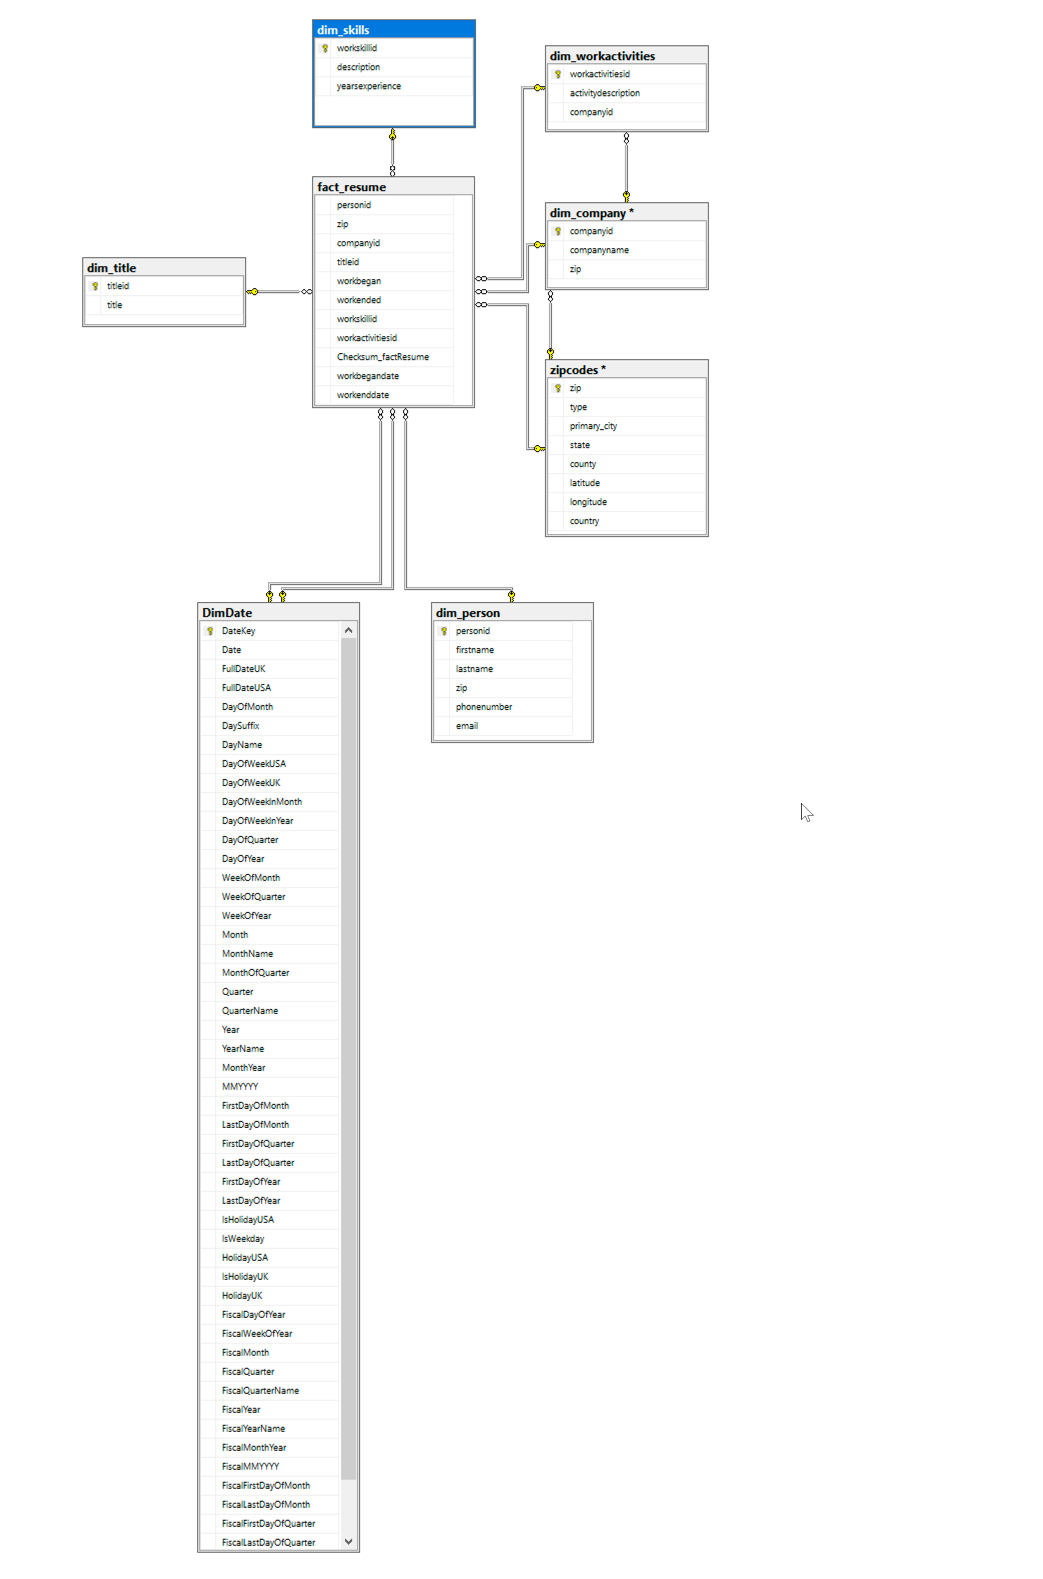 dim_skills
workskillid
description
yearsexperience
dim_workactivities
workactivitiesid
activitydescription
companyid
fact_resume
personid
zip
companyid
titleid
workbegan
workended
workskillid
workactivitiesid
Checksum_factResume
workbegandate
workenddate
dim_company *
companyid
companyname
zip
dim_title
titleid
title
zipcodes *
zip
type
primary_city
state
county
latitude
longitude
country
DimDate
DateKey
Date
FullDateUK
FullDateUSA
DayOfMonth
DaySuffix
DayName
DayOfWeekUSA
DayOfWeekUK
DayOfWeekInMonth
DayOfWeekInYear
DayOfQuarter
DayOfYear
WeekOfMonth
WeekOfQuarter
WeekOfYear
Month
MonthName
MonthOfQuarter
Quarter
QuarterName
Year
YearName
MonthYear
MMYYYY
FirstDayOfMonth
LastDayOfMonth
FirstDayOfQuarter
LastDayOfQuarter
FirstDayOfYear
LastDayOfYear
IsHolidayUSA
IsWeekday
HolidayUSA
IsHolidayUK
HolidayUK
FiscalDayOfYear
FiscalWeekOfYear
FiscalMonth
FiscalQuarter
FiscalQuarterName
FiscalYear
FiscalYearName
FiscalMonthYear
FiscalMMYYYY
FiscalFirstDayOfMonth
FiscalLastDayOfMonth
FiscalFirstDayOfQuarter
FiscalLastDayOfQuarter
dim_person
personid
firstname
lastname
zip
phonenumber
email